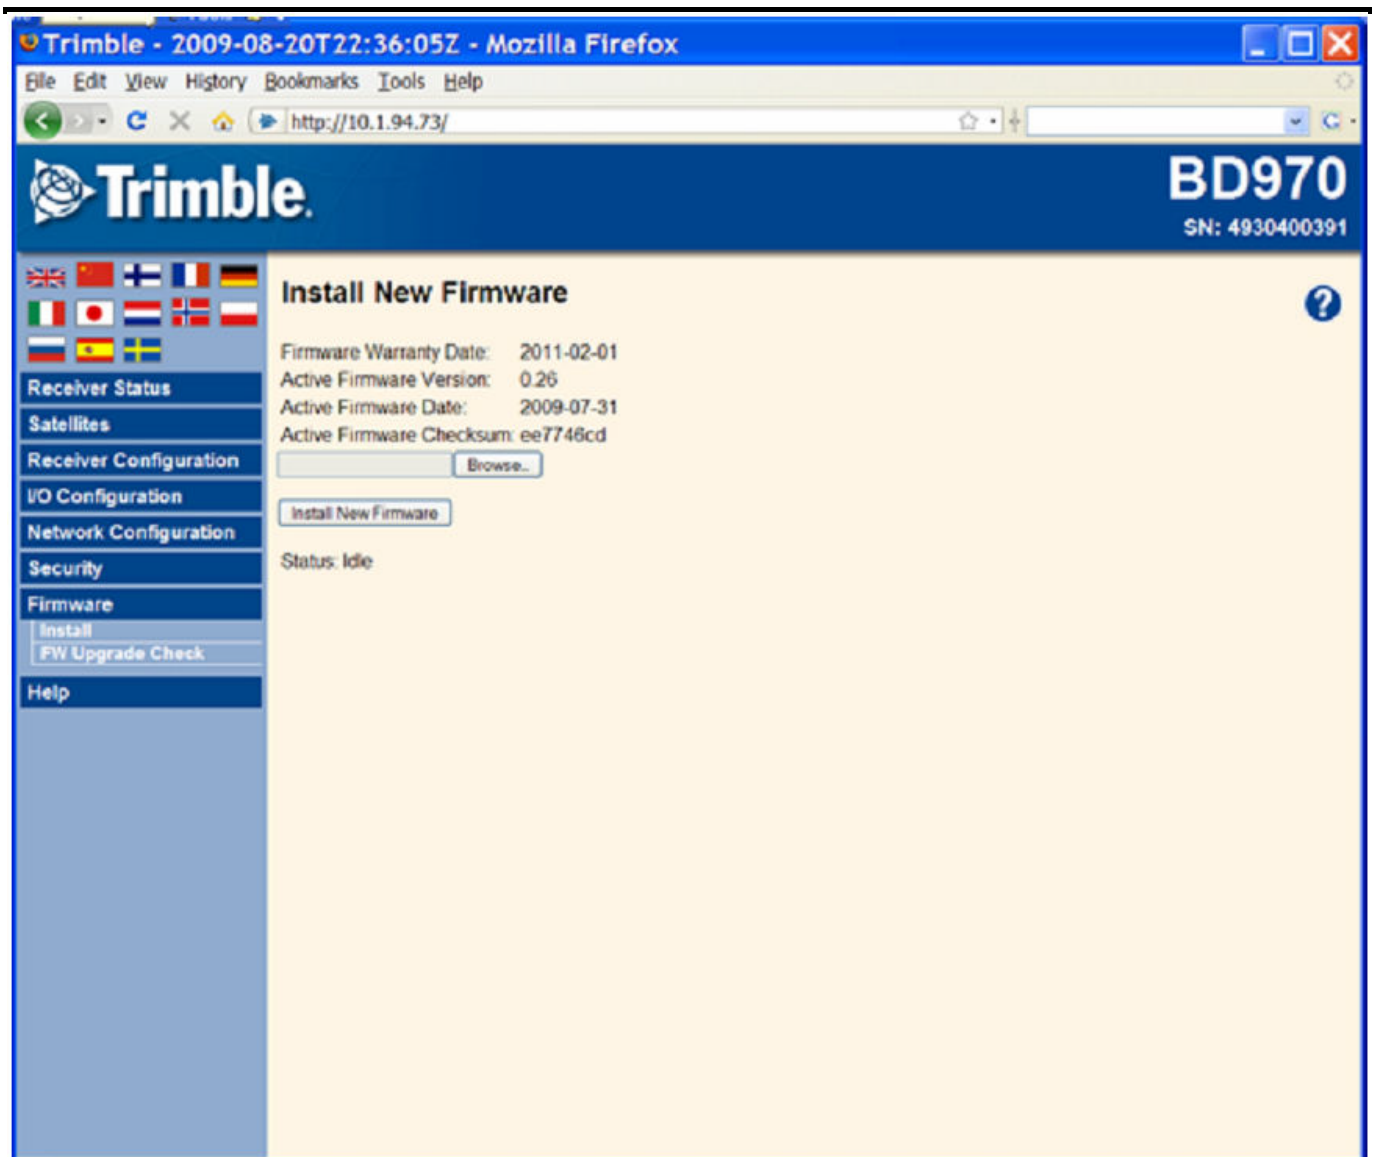 Trimble - 2009-08-20T22:36:05Z - Mozilla Firefox
File Edit View History Bookmarks Tools Help
http://10.1.94.73/
Trimble.
BD970
SN: 4930400391
Receiver Status
Satellites
Receiver Configuration
I/O Configuration
Network Configuration
Security
Firmware
Install
FW Upgrade Check
Help
Install New Firmware
Firmware Warranty Date: 2011-02-01
Active Firmware Version: 0.26
Active Firmware Date: 2009-07-31
Active Firmware Checksum: ee7746cd
Browse..
Install New Firmware
Status: Idle